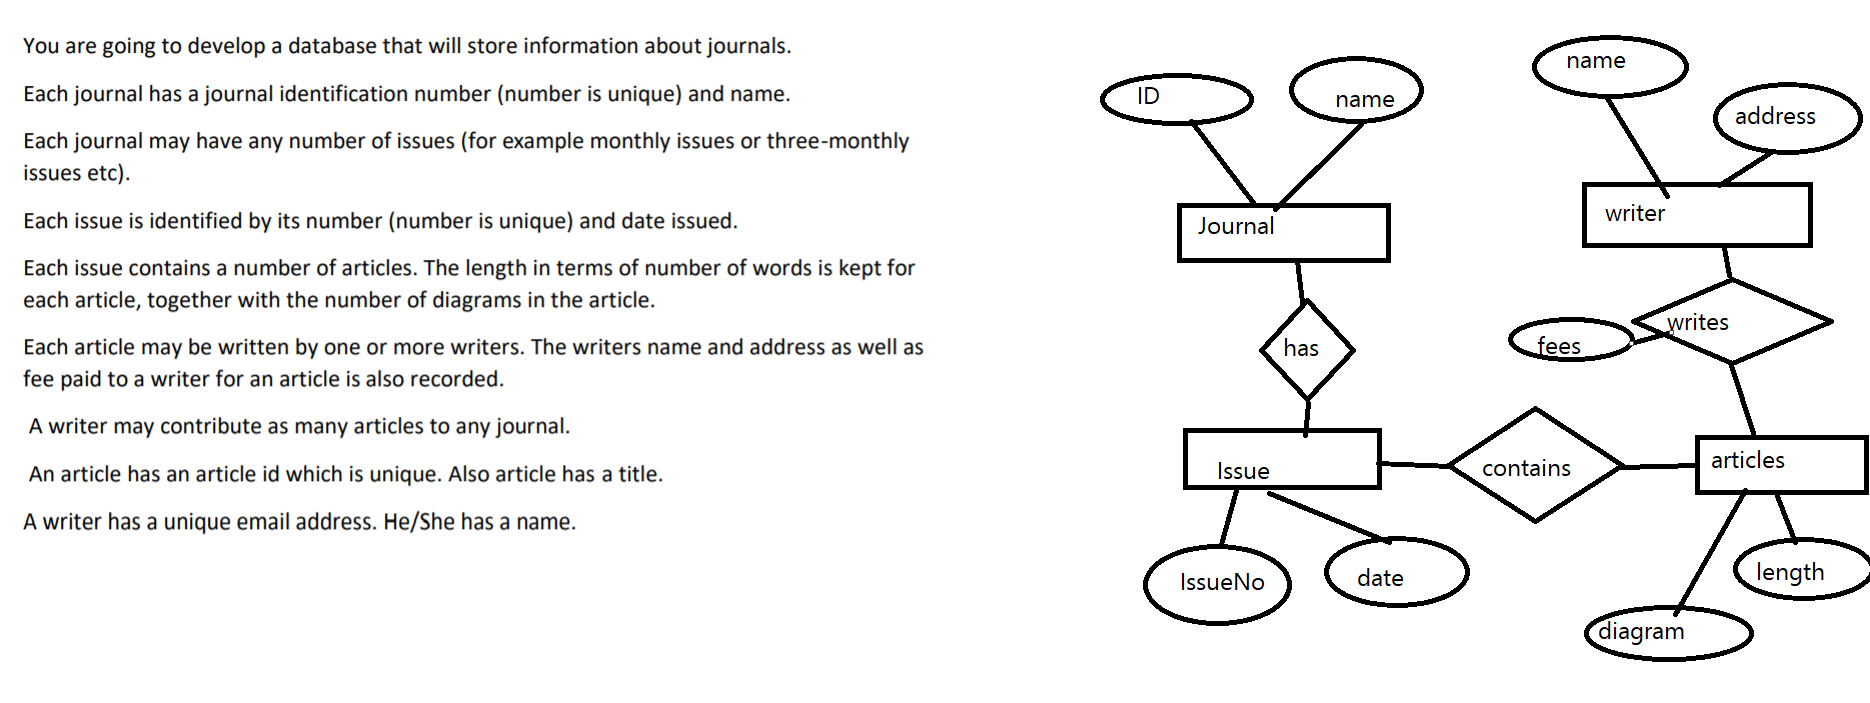 You are going to develop a database that will store information about journals.
Each journal has a journal identification number (number is unique) and name.
Each journal may have any number of issues (for example monthly issues or three-monthly
issues etc).
Each issue is identified by its number (number is unique) and date issued.
Each issue contains a number of articles. The length in terms of number of words is kept for
each article, together with the number of diagrams in the article.
Each article may be written by one or more writers. The writers name and address as well as
fee paid to a writer for an article is also recorded.
A writer may contribute as many articles to any journal.
An article has an article id which is unique. Also article has a title.
A writer has a unique email address. He/She has a name.
ID
name
name
address
Journal
writer
has
fees
writes
Issue
contains
articles
IssueNo
date
length
diagram